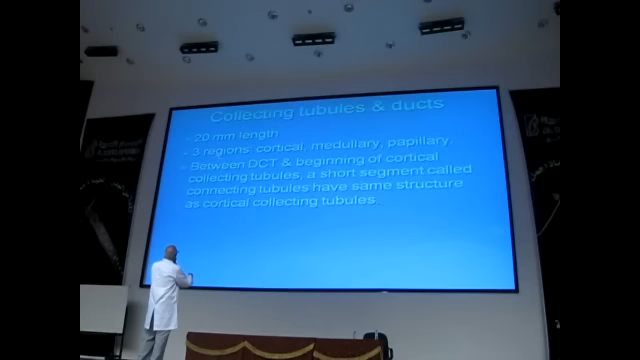 Collecting tubules & ducts
20 mm length
3 regions: cortical, medullary, papillary.
Between DCT & beginning of cortical
collecting tubules, a short segment called
connecting tubules have same structure
as cortical collecting tubules.